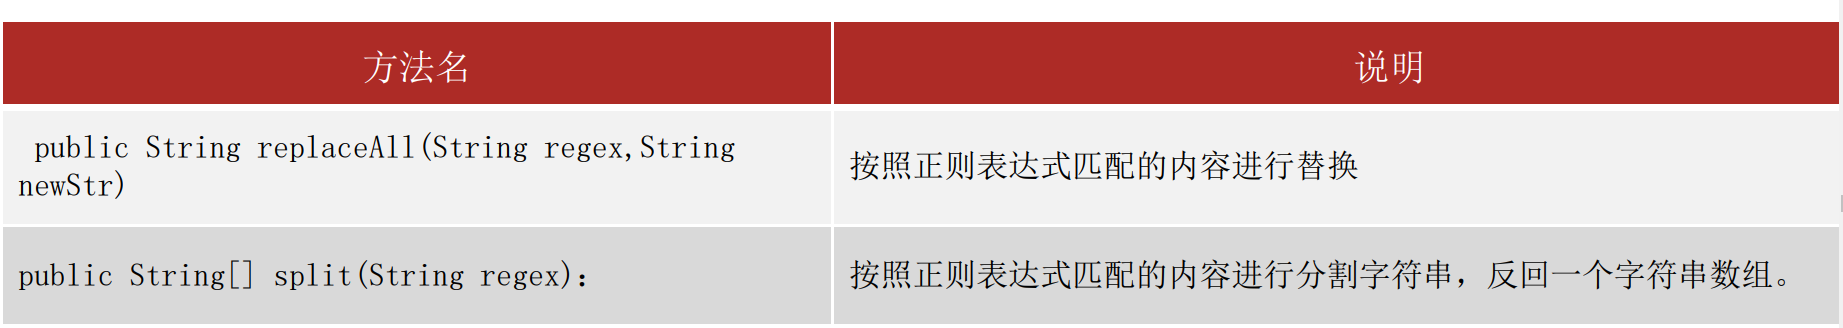 方法名
说明
public String replaceAll(String regex,String
newStr)
按照正则表达式匹配的内容进行替换
public String[] split(String regex)：
按照正则表达式匹配的内容进行分割字符串，反回一个字符串数组。